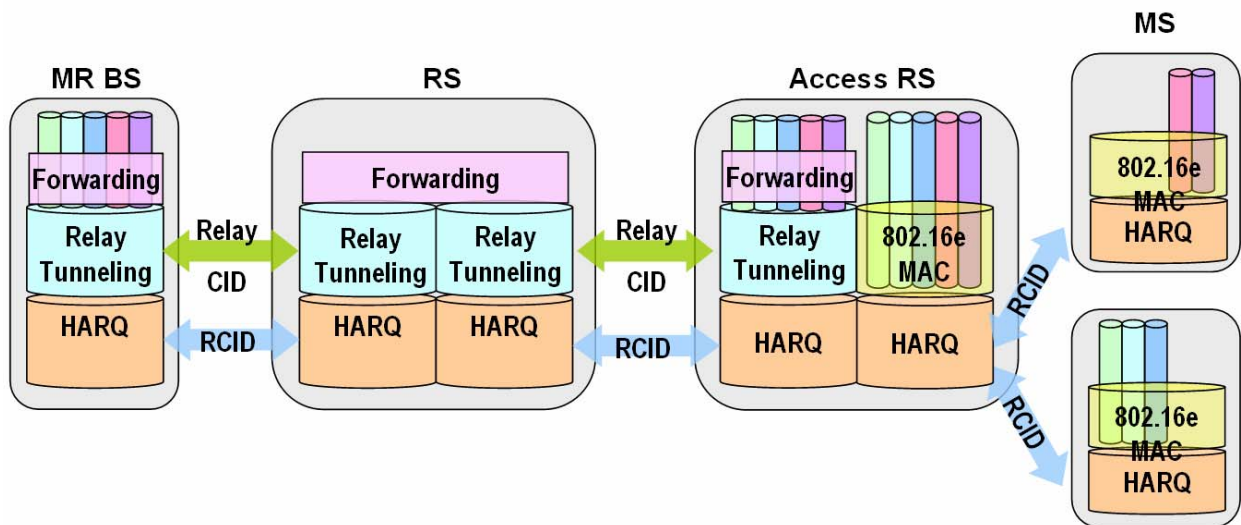 MR BS
Forwarding
Relay
Tunneling
HARQ
Relay
CID
RCID
RS
Forwarding
Relay
Tunneling
Relay
Tunneling
HARQ
HARQ
Relay
CID
RCID
Access RS
Forwarding
Relay
Tunneling
802.16e
MAC
HARQ
HARQ
RCID
RCID
MS
802.16e
MAC
HARQ
802.16e
MAC
HARQ